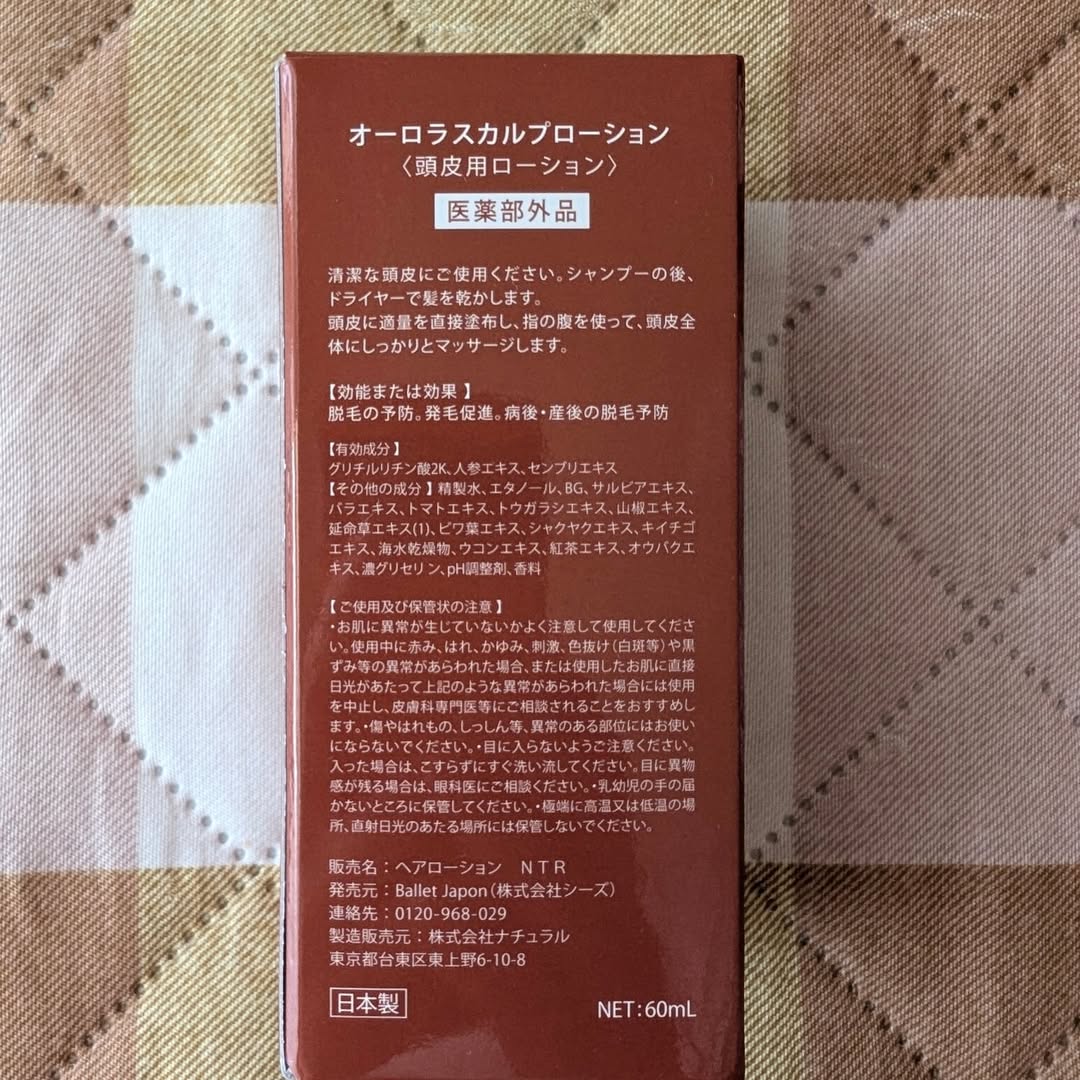 オーロラスカルプローション
〈頭皮用ローション〉
医薬部外品
清潔な頭皮にご使用ください。シャンプーの後、
ドライヤーで髪を乾かします。
頭皮に適量を直接塗布し、指の腹を使って、頭皮全
体にしっかりとマッサージします。
【効能または効果】
脱毛の予防。発毛促進。病後・産後の脱毛予防
【有効成分】
グリチルリチン酸2K、人参エキス、センブリエキス
【その他の成分】精製水、エタノール、BG、サルビアエキス、
バラエキス、トマトエキス、トウガラシエキス、山椒エキス、
延命草エキス(1)、ビワ葉エキス、シャクヤクエキス、キイチゴ
エキス、海水乾燥物、ウコンエキス、紅茶エキス、オウバクエ
キス、濃グリセリン、pH調整剤、香料
【ご使用及び保管状の注意】
・お肌に異常が生じていないかよく注意して使用してくださ
い。使用中に赤み、はれ、かゆみ、刺激、色抜け(白斑等)や黒
ずみ等の異常があらわれた場合、または使用したお肌に直接
日光があたって上記のような異常があらわれた場合には使用
を中止し、皮膚科専門医等にご相談されることをおすすめし
ます。・傷やはれもの、しっしん等、異常のある部位にはお使い
にならないでください。・目に入らないようご注意ください。
入った場合は、こすらずにすぐ洗い流してください。目に異物
感が残る場合は、眼科医にご相談ください。・乳幼児の手の届
かないところに保管してください。・極端に高温又は低温の場
所、直射日光のあたる場所には保管しないでください。
販売名：ヘアローション　ＮＴＲ
発売元：Ballet Japon(株式会社シーズ)
連絡先：0120-968-029
製造販売元：株式会社ナチュラル
東京都台東区東上野6-10-8
日本製
NET：60mL